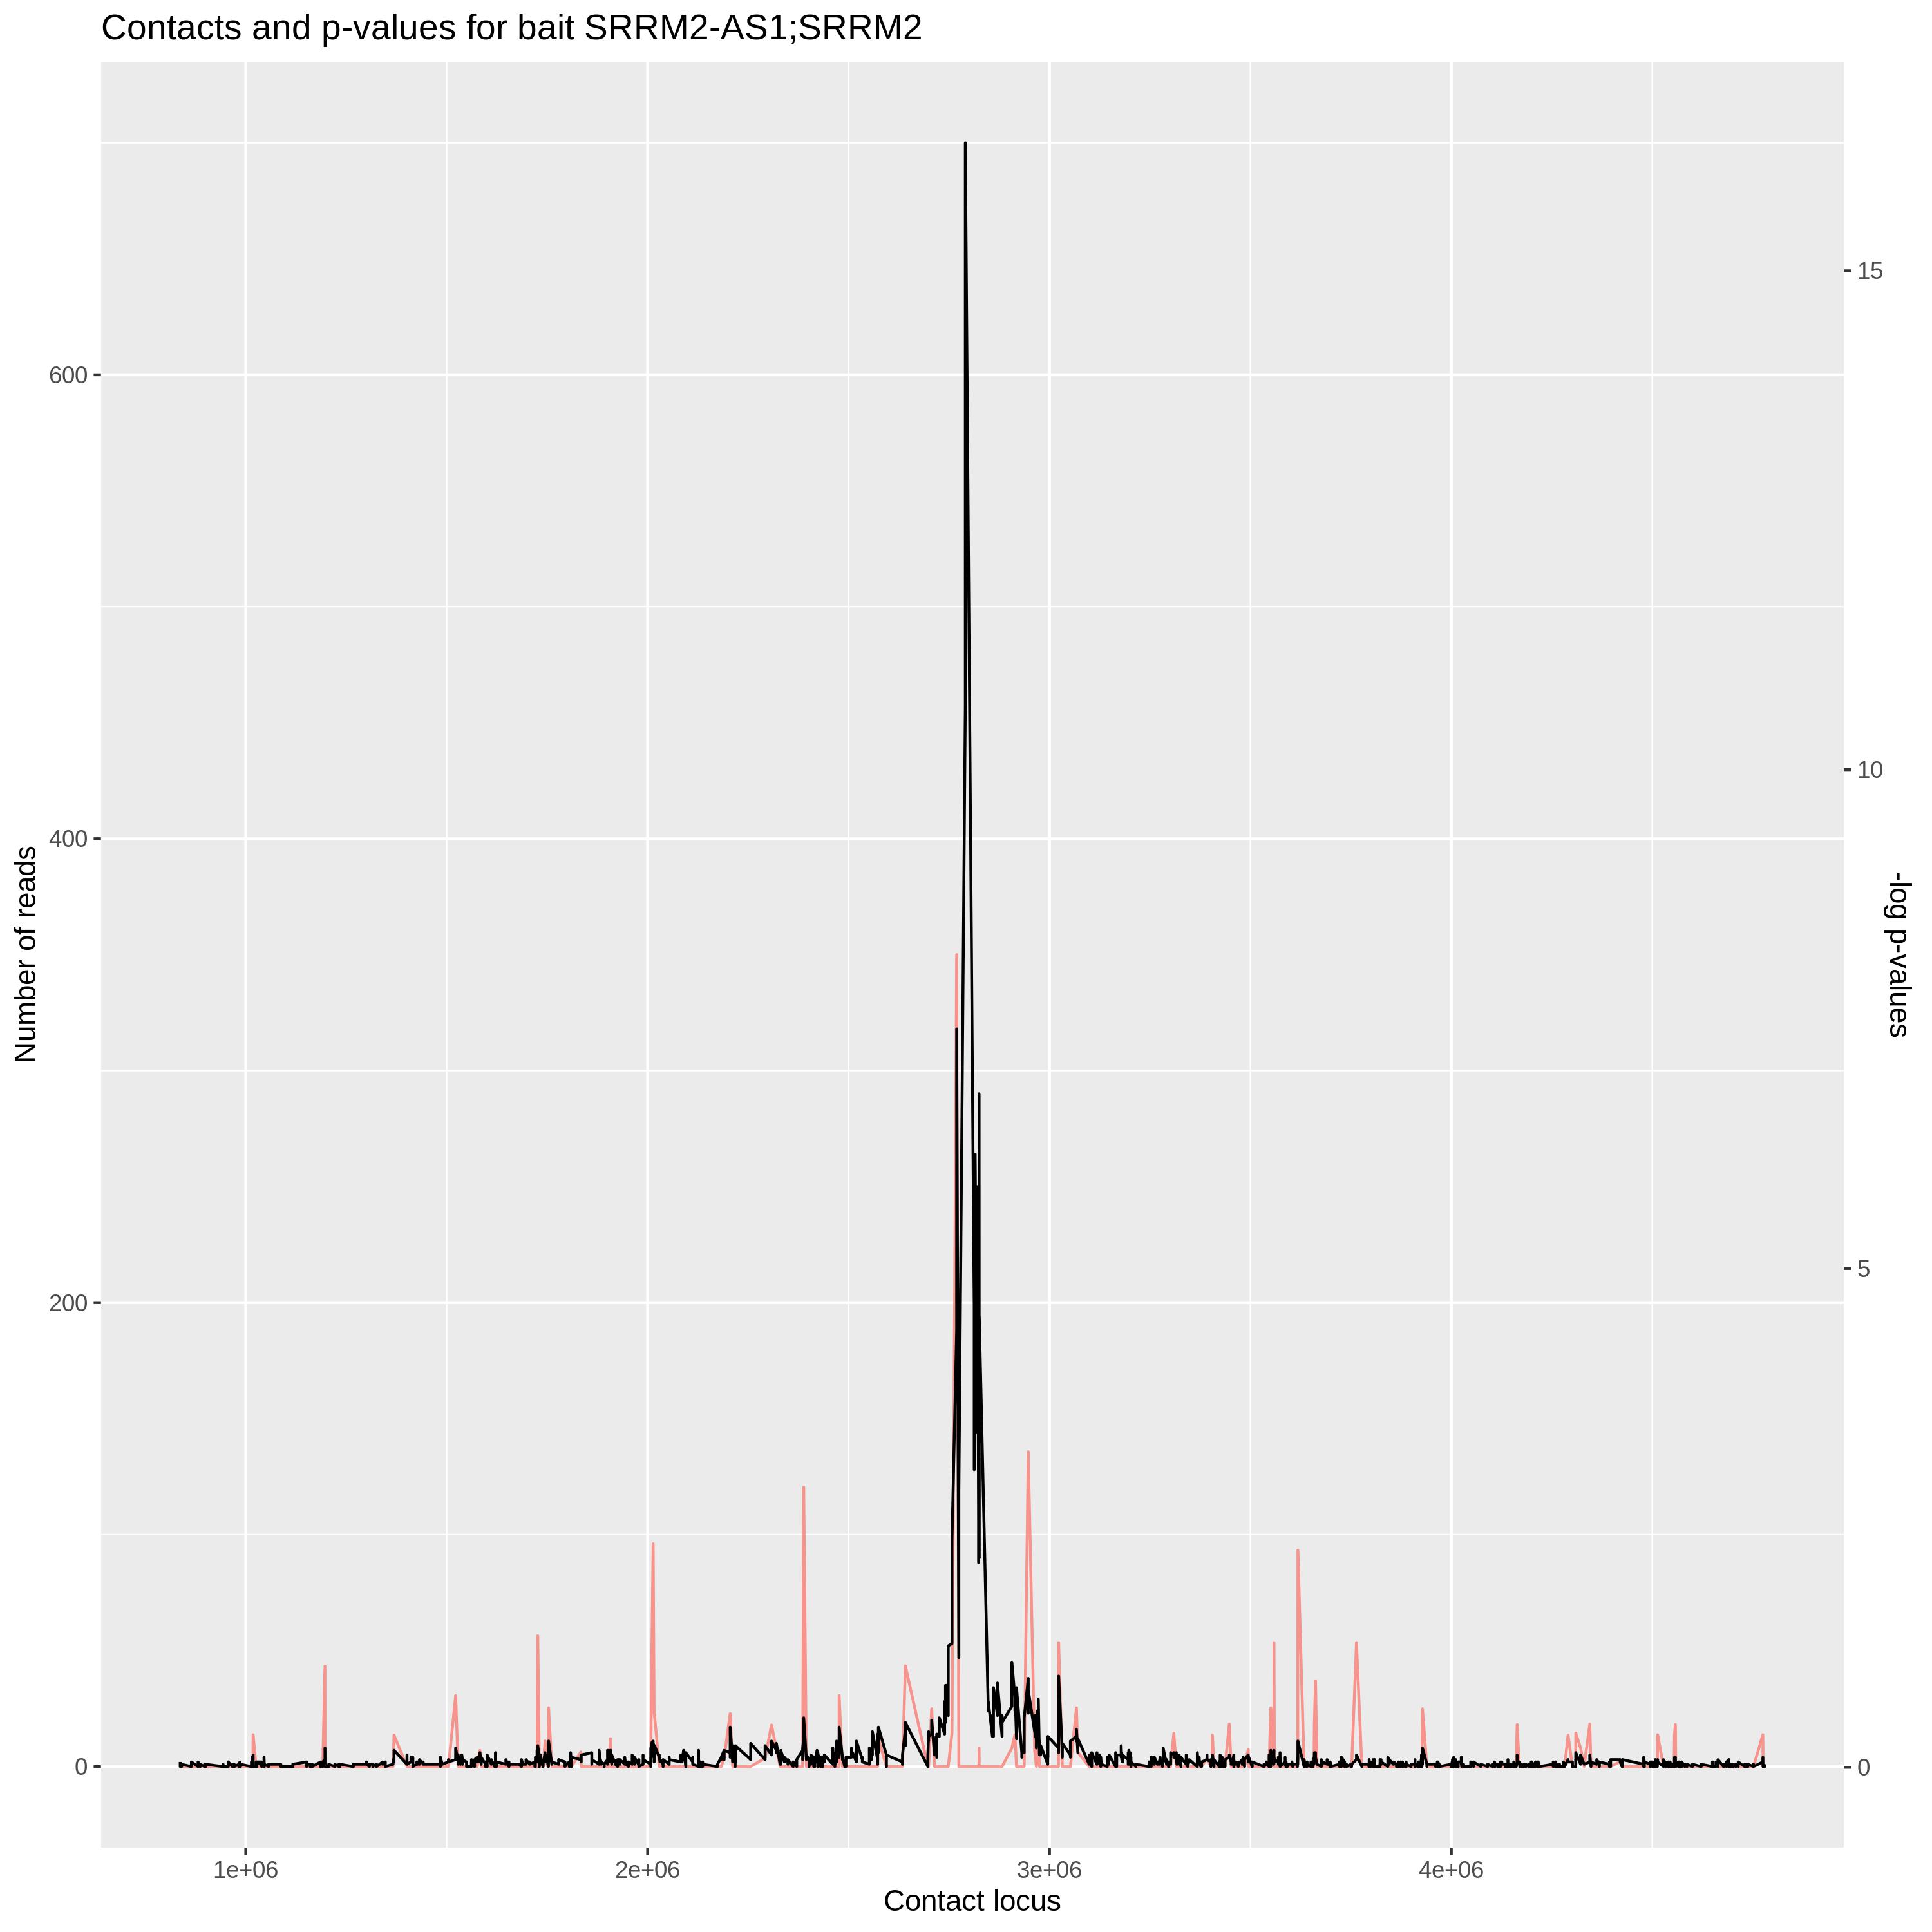 Contacts and p-values for bait SRRM2-AS1;SRRM2
Number of reads
600
400
200
0
15
10
5
0
-log p-values
1e+06
2e+06
3e+06
4e+06
Contact locus